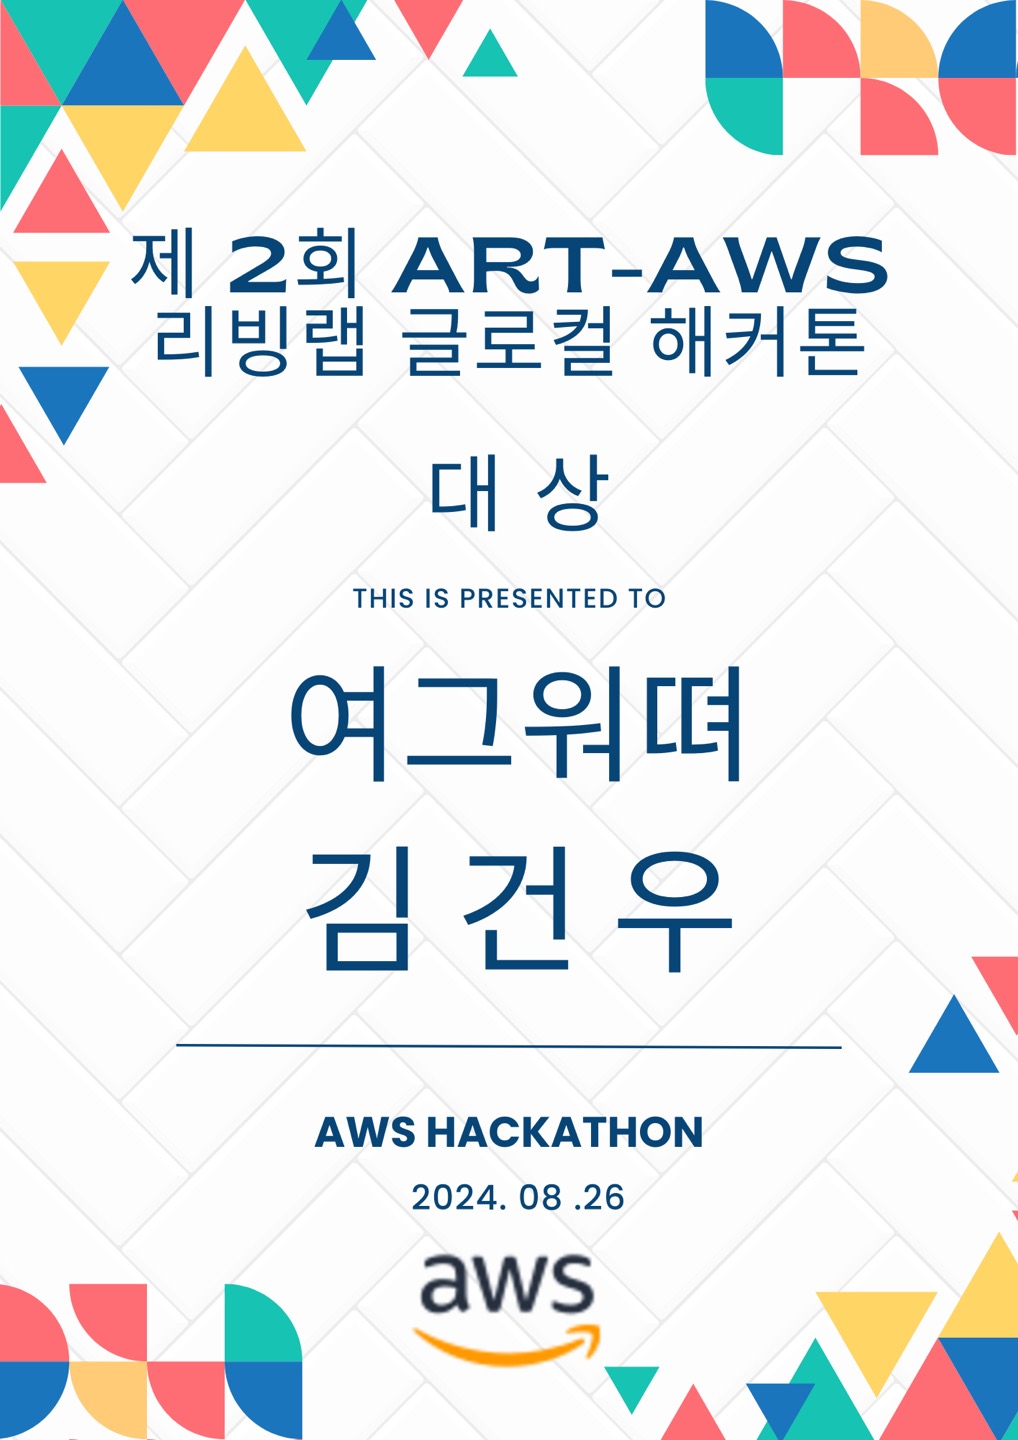 제 2회 ART-AWS
리빙랩 글로컬 해커톤
대 상
THIS IS PRESENTED TO
여그워뗘
김건우
AWS HACKATHON
2024. 08 .26
aws